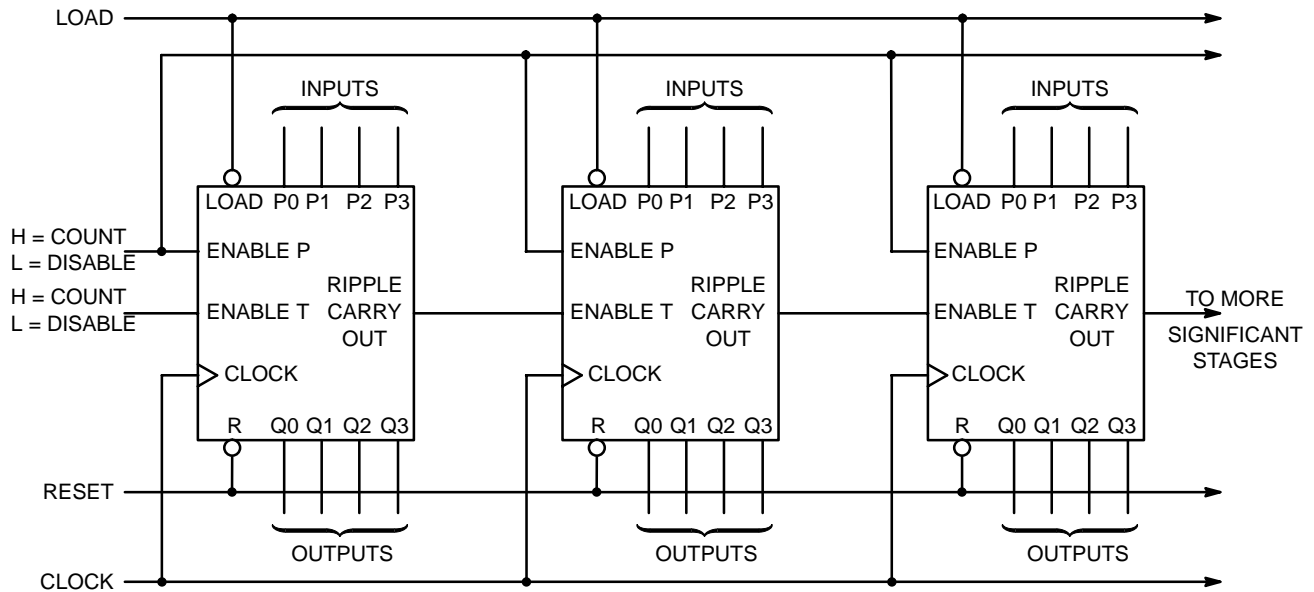 LOAD
INPUTS
INPUTS
INPUTS
LOAD P0 P1 P2 P3
LOAD P0 P1 P2 P3
LOAD P0 P1 P2 P3
H = COUNT
L = DISABLE
ENABLE P
ENABLE P
ENABLE P
H = COUNT
L = DISABLE
ENABLE T
RIPPLE
CARRY
OUT
ENABLE T
RIPPLE
CARRY
OUT
ENABLE T
RIPPLE
CARRY
OUT
TO MORE
SIGNIFICANT
STAGES
CLOCK
CLOCK
CLOCK
R Q0 Q1 Q2 Q3
R Q0 Q1 Q2 Q3
R Q0 Q1 Q2 Q3
RESET
OUTPUTS
OUTPUTS
OUTPUTS
CLOCK